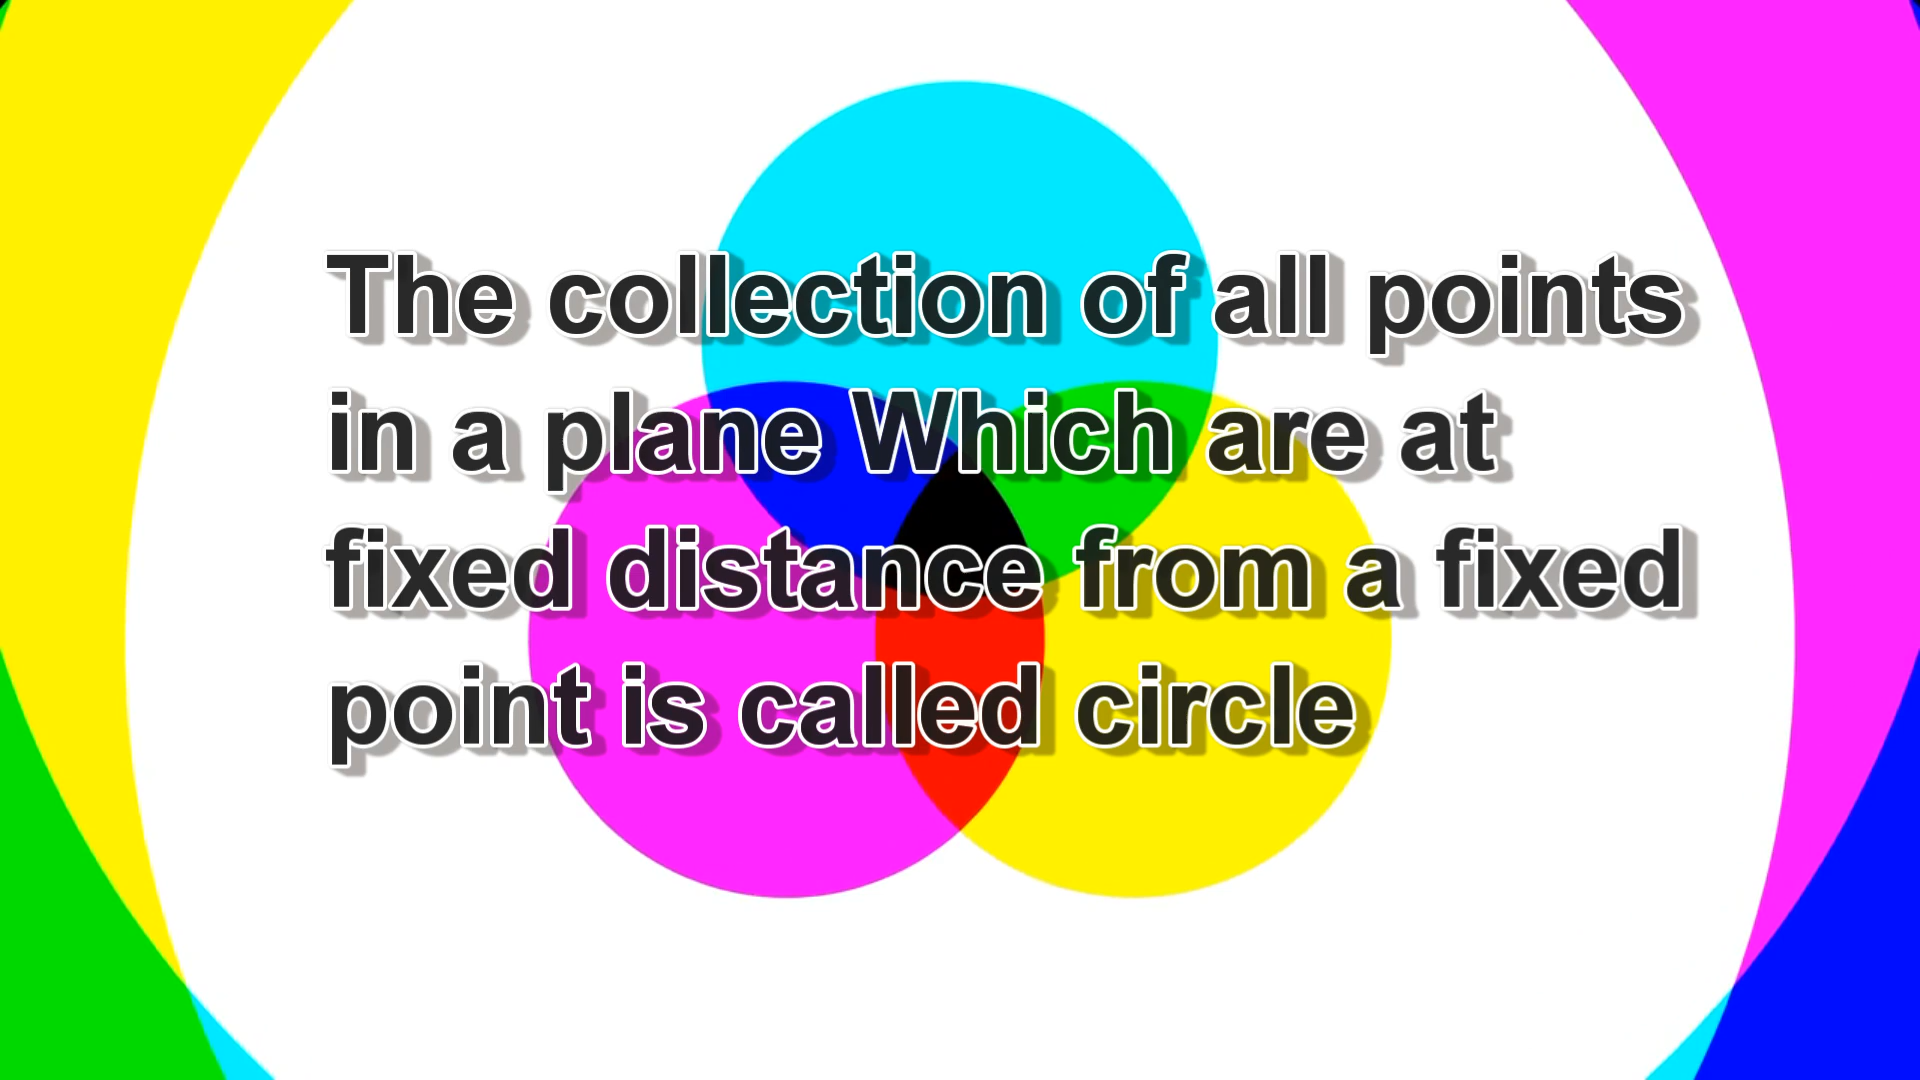 The collection of all points
in a plane Which are at
fixed distance from a fixed
point is called circle